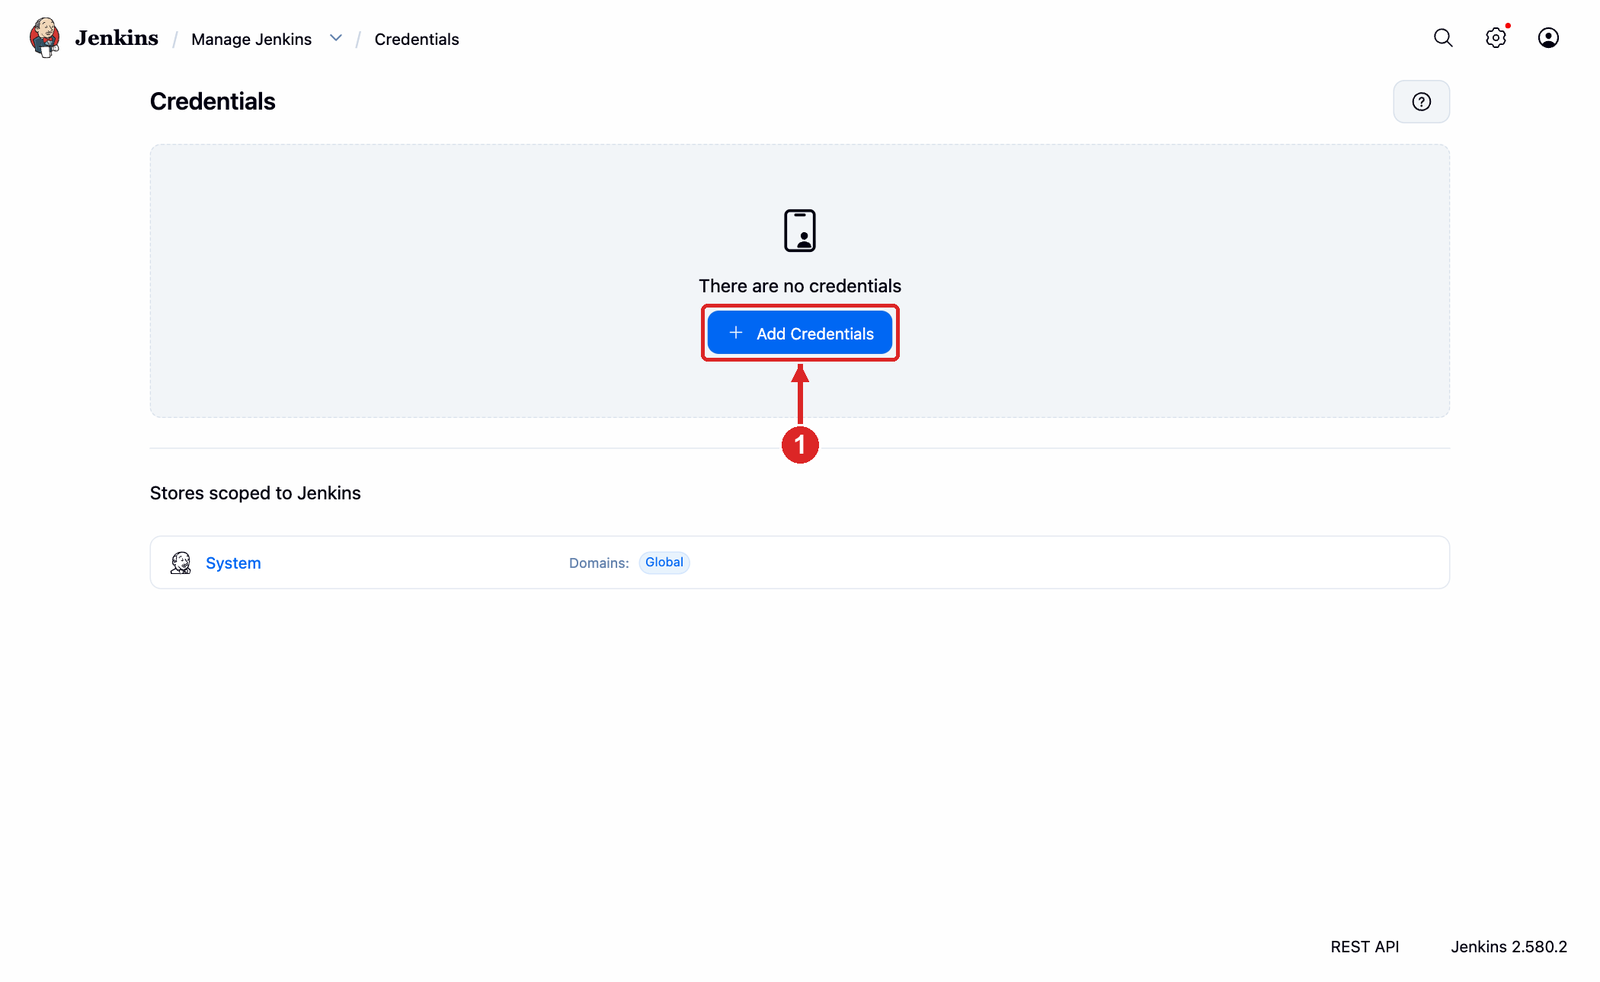 Jenkins / Manage Jenkins / Credentials
Credentials
There are no credentials
+ Add Credentials
1
Stores scoped to Jenkins
System Domains: Global
REST API Jenkins 2.580.2